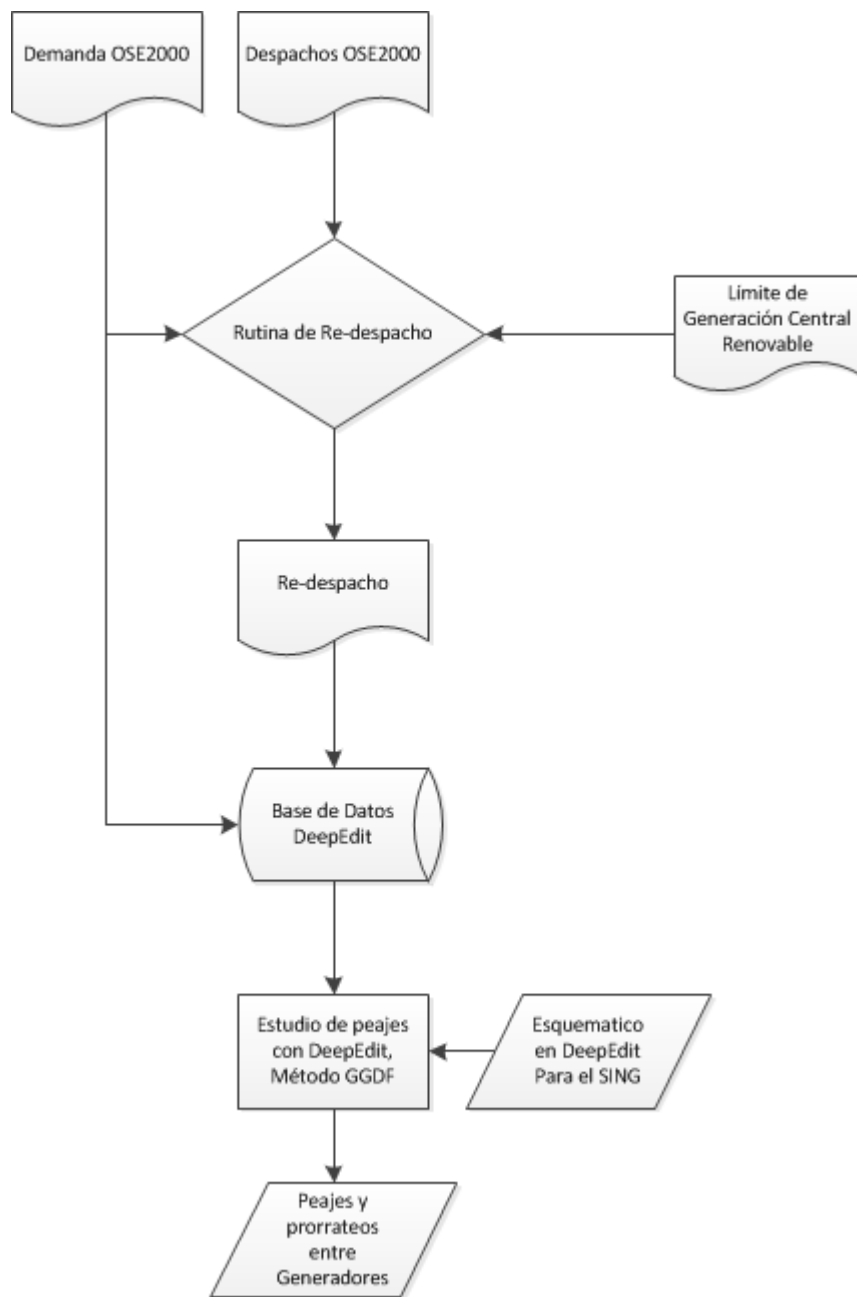 Demanda OSE2000
Despachos OSE2000
Rutina de Re-despacho
Limite de
Generación Central
Renovable
Re-despacho
Base de Datos
DeepEdit
Estudio de peajes
con DeepEdit,
Método GGDF
Esquematico
en DeepEdit
Para el SING
Peajes y
prorrateos
entre
Generadores